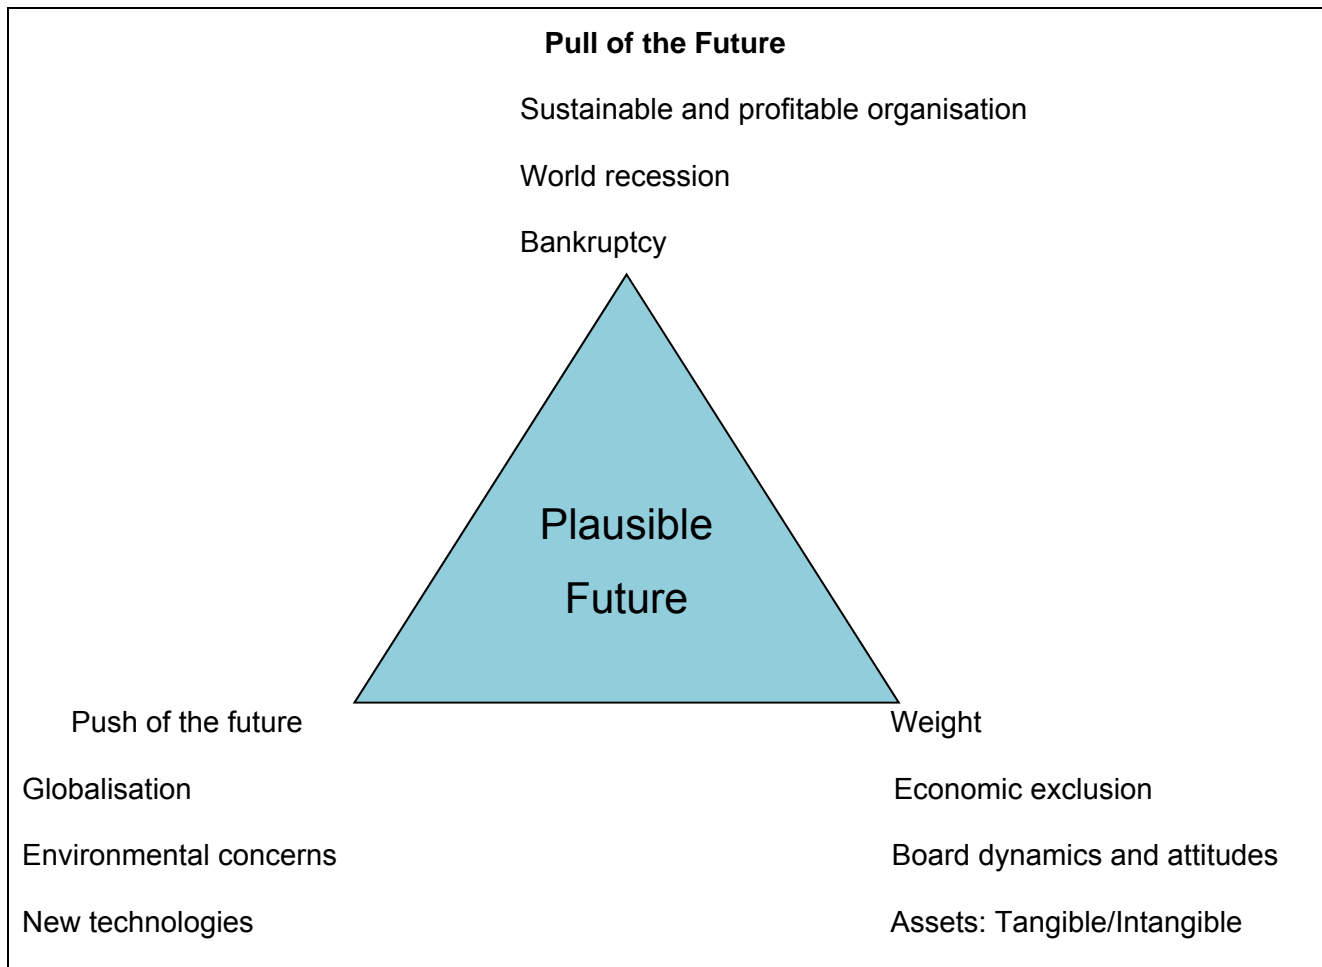 Pull of the Future
Sustainable and profitable organisation
World recession
Bankruptcy
Plausible
Future
Push of the future
Globalisation
Environmental concerns
New technologies
Weight
Economic exclusion
Board dynamics and attitudes
Assets: Tangible/Intangible